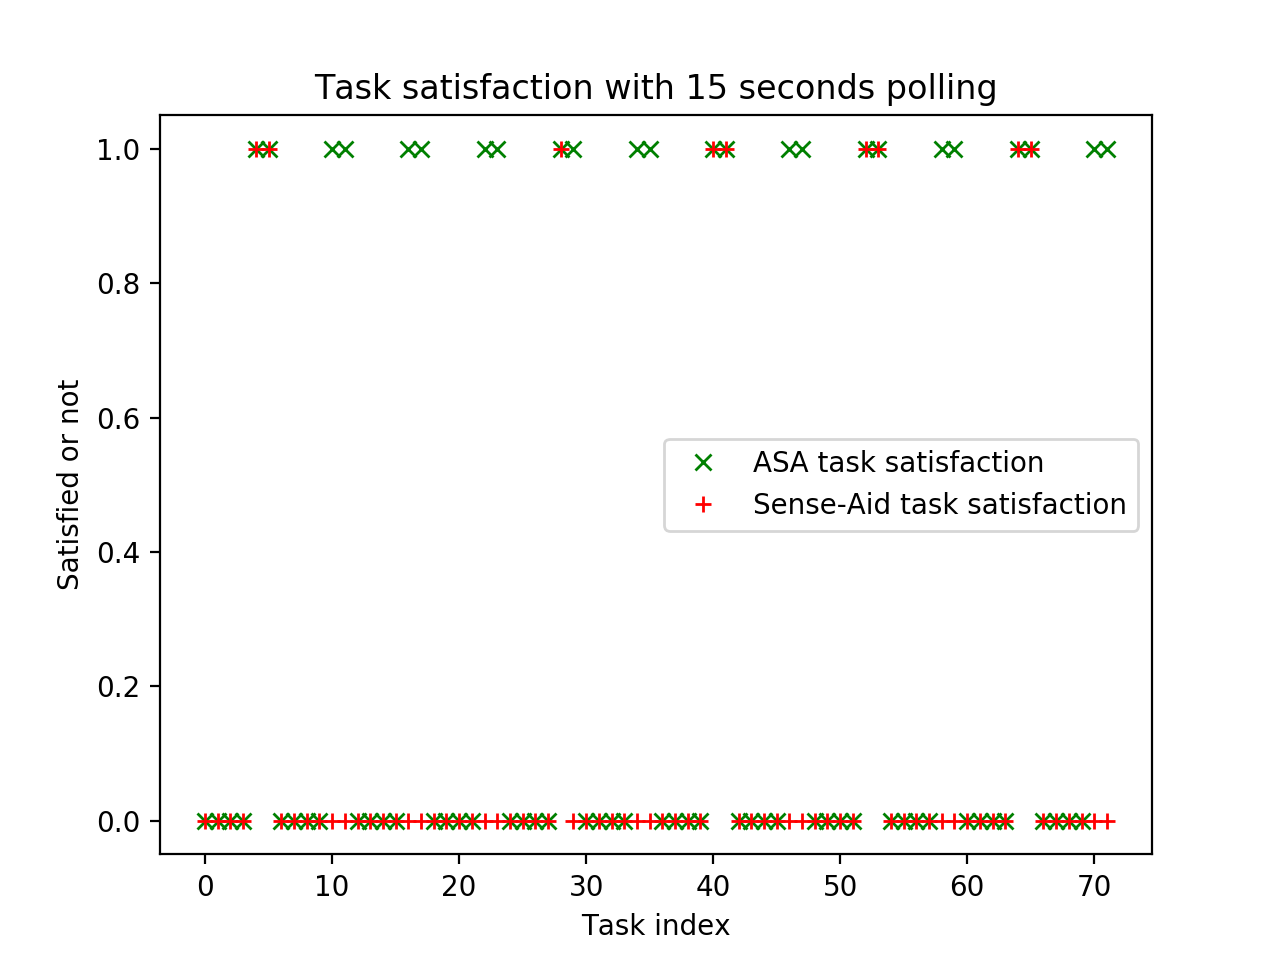 Task satisfaction with 15 seconds polling
1.0
0.8
0.6
0.4
0.2
0.0
Satisfied or not
ASA task satisfaction
Sense-Aid task satisfaction
0 10 20 30 40 50 60 70
Task index